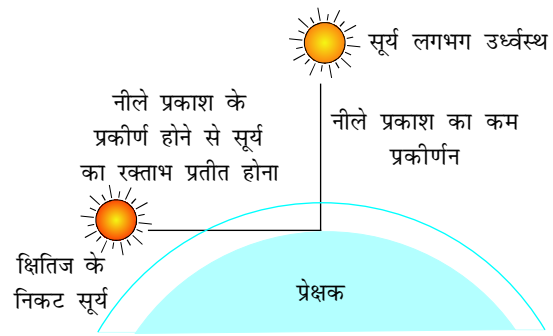 सूर्य लगभग उर्ध्वस्थ
नीले प्रकाश के
प्रकीर्ण होने से सूर्य
का रक्ताभ प्रतीत होना
नीले प्रकाश का कम
प्रकीर्णन
क्षितिज के
निकट सूर्य
प्रेक्षक